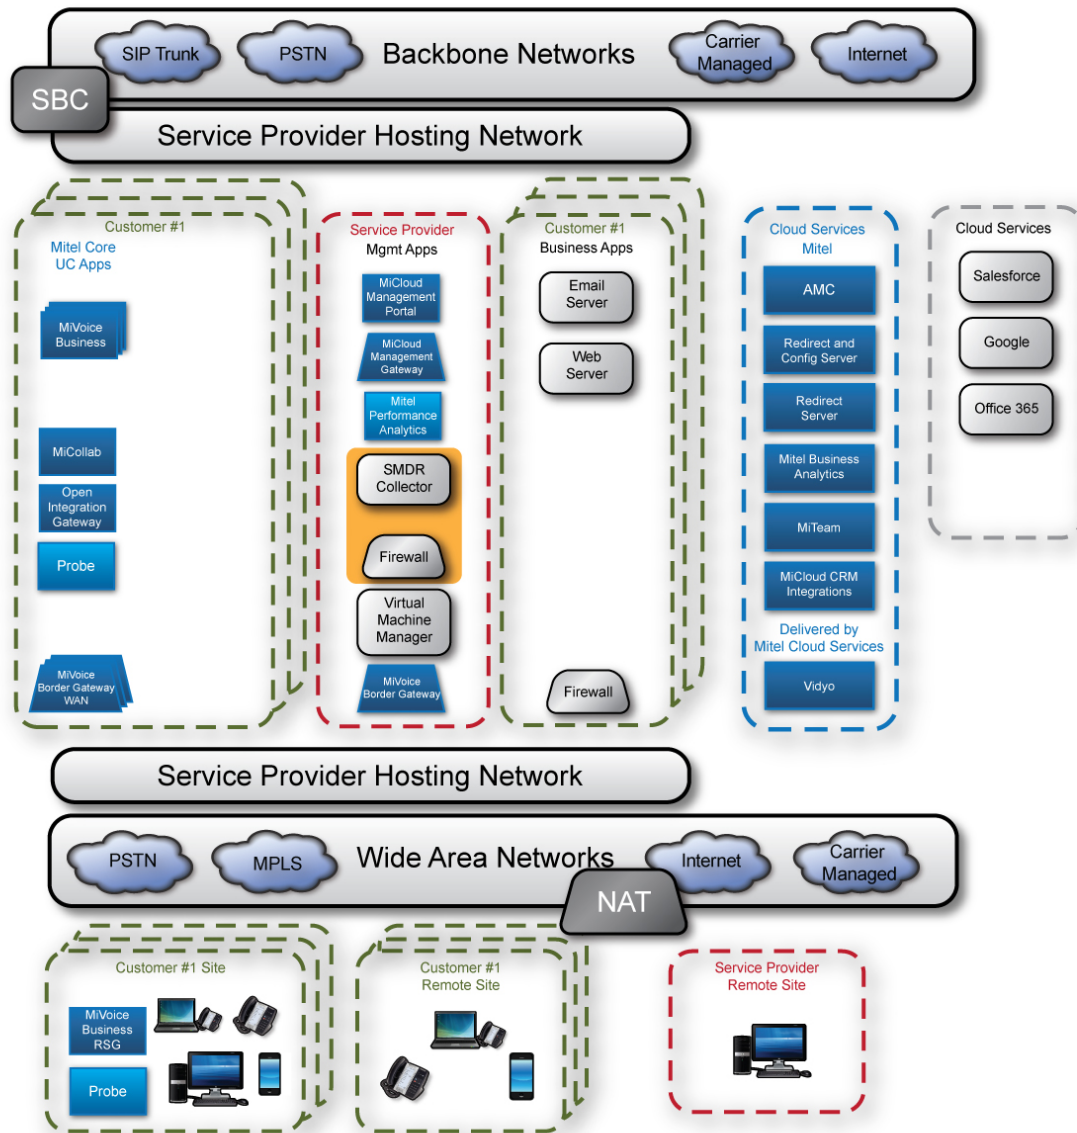 SIP Trunk
PSTN
Backbone Networks
Carrier
Managed
Internet
SBC
Service Provider Hosting Network
Customer #1
Mitel Core
UC Apps
MiVoice
Business
MiCollab
Open
Integration
Gateway
Probe
MiVoice
Border Gateway
WAN
Service Provider
Mgmt Apps
MiCloud
Management
Portal
MiCloud
Management
Gateway
Mitel
Performance
Analytics
SMDR
Collector
Firewall
Virtual
Machine
Manager
MiVoice
Border Gateway
Customer #1
Business Apps
Email
Server
Web
Server
Firewall
Cloud Services
Mitel
AMC
Redirect and
Config Server
Redirect
Server
Mitel Business
Analytics
MiTeam
MiCloud CRM
Integrations
Delivered by
Mitel Cloud Services
Vidyo
Cloud Services
Salesforce
Google
Office 365
Service Provider Hosting Network
PSTN
MPLS
Wide Area Networks
Internet
Carrier
Managed
NAT
Customer #1 Site
MiVoice
Business
RSG
Probe
Customer #1
Remote Site
Service Provider
Remote Site